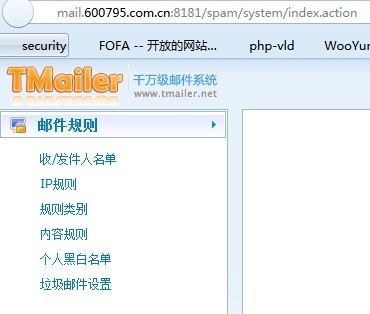 mail.600795.com.cn:8181/spam/system/index.action
security FOFA -- 开放的网站... php-vld WooYun
TMailer 千万级邮件系统
www.tmailer.net
邮件规则
收/发件人名单
IP规则
规则类别
内容规则
个人黑白名单
垃圾邮件设置